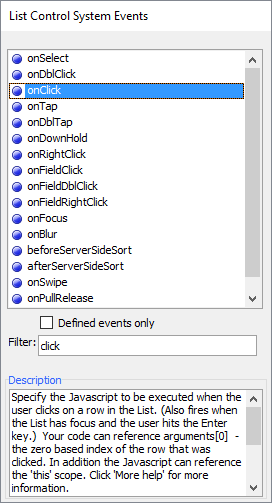 List Control System Events
onSelect
onDblClick
onClick
onTap
onDblTap
onDownHold
onRightClick
onFieldClick
onFieldDblClick
onFieldRightClick
onFocus
onBlur
beforeServerSideSort
afterServerSideSort
onSwipe
onPullRelease
Defined events only
Filter: click
Description
Specify the Javascript to be executed when the
user clicks on a row in the List. (Also fires when
the List has focus and the user hits the Enter
key.)  Your code can reference arguments[0]  -
the zero based index of the row that was
clicked. In addition the Javascript can reference
the 'this' scope. Click 'More help' for more
information.